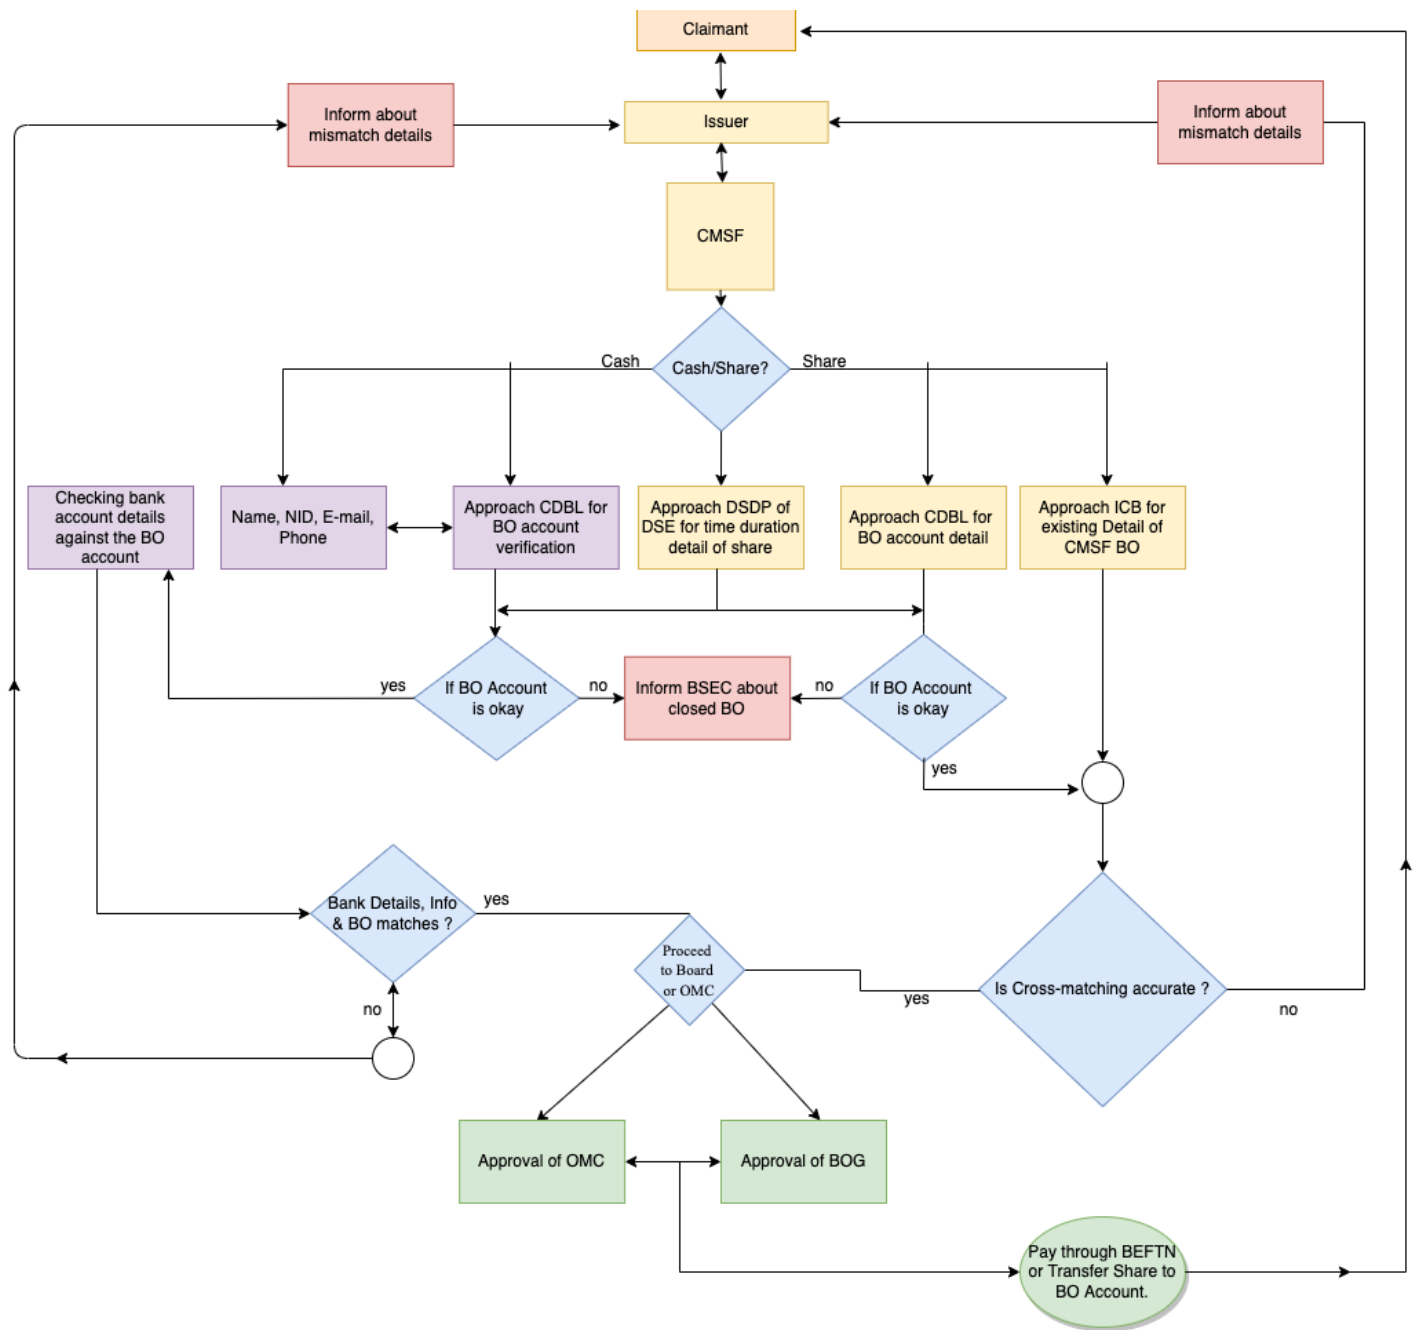 Claimant
Inform about
mismatch details
Issuer
Inform about
mismatch details
CMSF
Cash
Cash/Share?
Share
Checking bank
account details
against the BO
account
Name, NID, E-mail,
Phone
Approach CDBL for
BO account
verification
Approach DSDP of
DSE for time duration
detail of share
Approach CDBL for
BO account detail
Approach ICB for
existing Detail of
CMSF BO
yes
If BO Account
is okay
no
Inform BSEC about
closed BO
no
If BO Account
is okay
yes
Bank Details, Info
& BO matches ?
yes
no
Proceed
to Board
or OMC
yes
Is Cross-matching accurate ?
no
Approval of OMC
Approval of BOG
Pay through BEFTN
or Transfer Share to
BO Account.